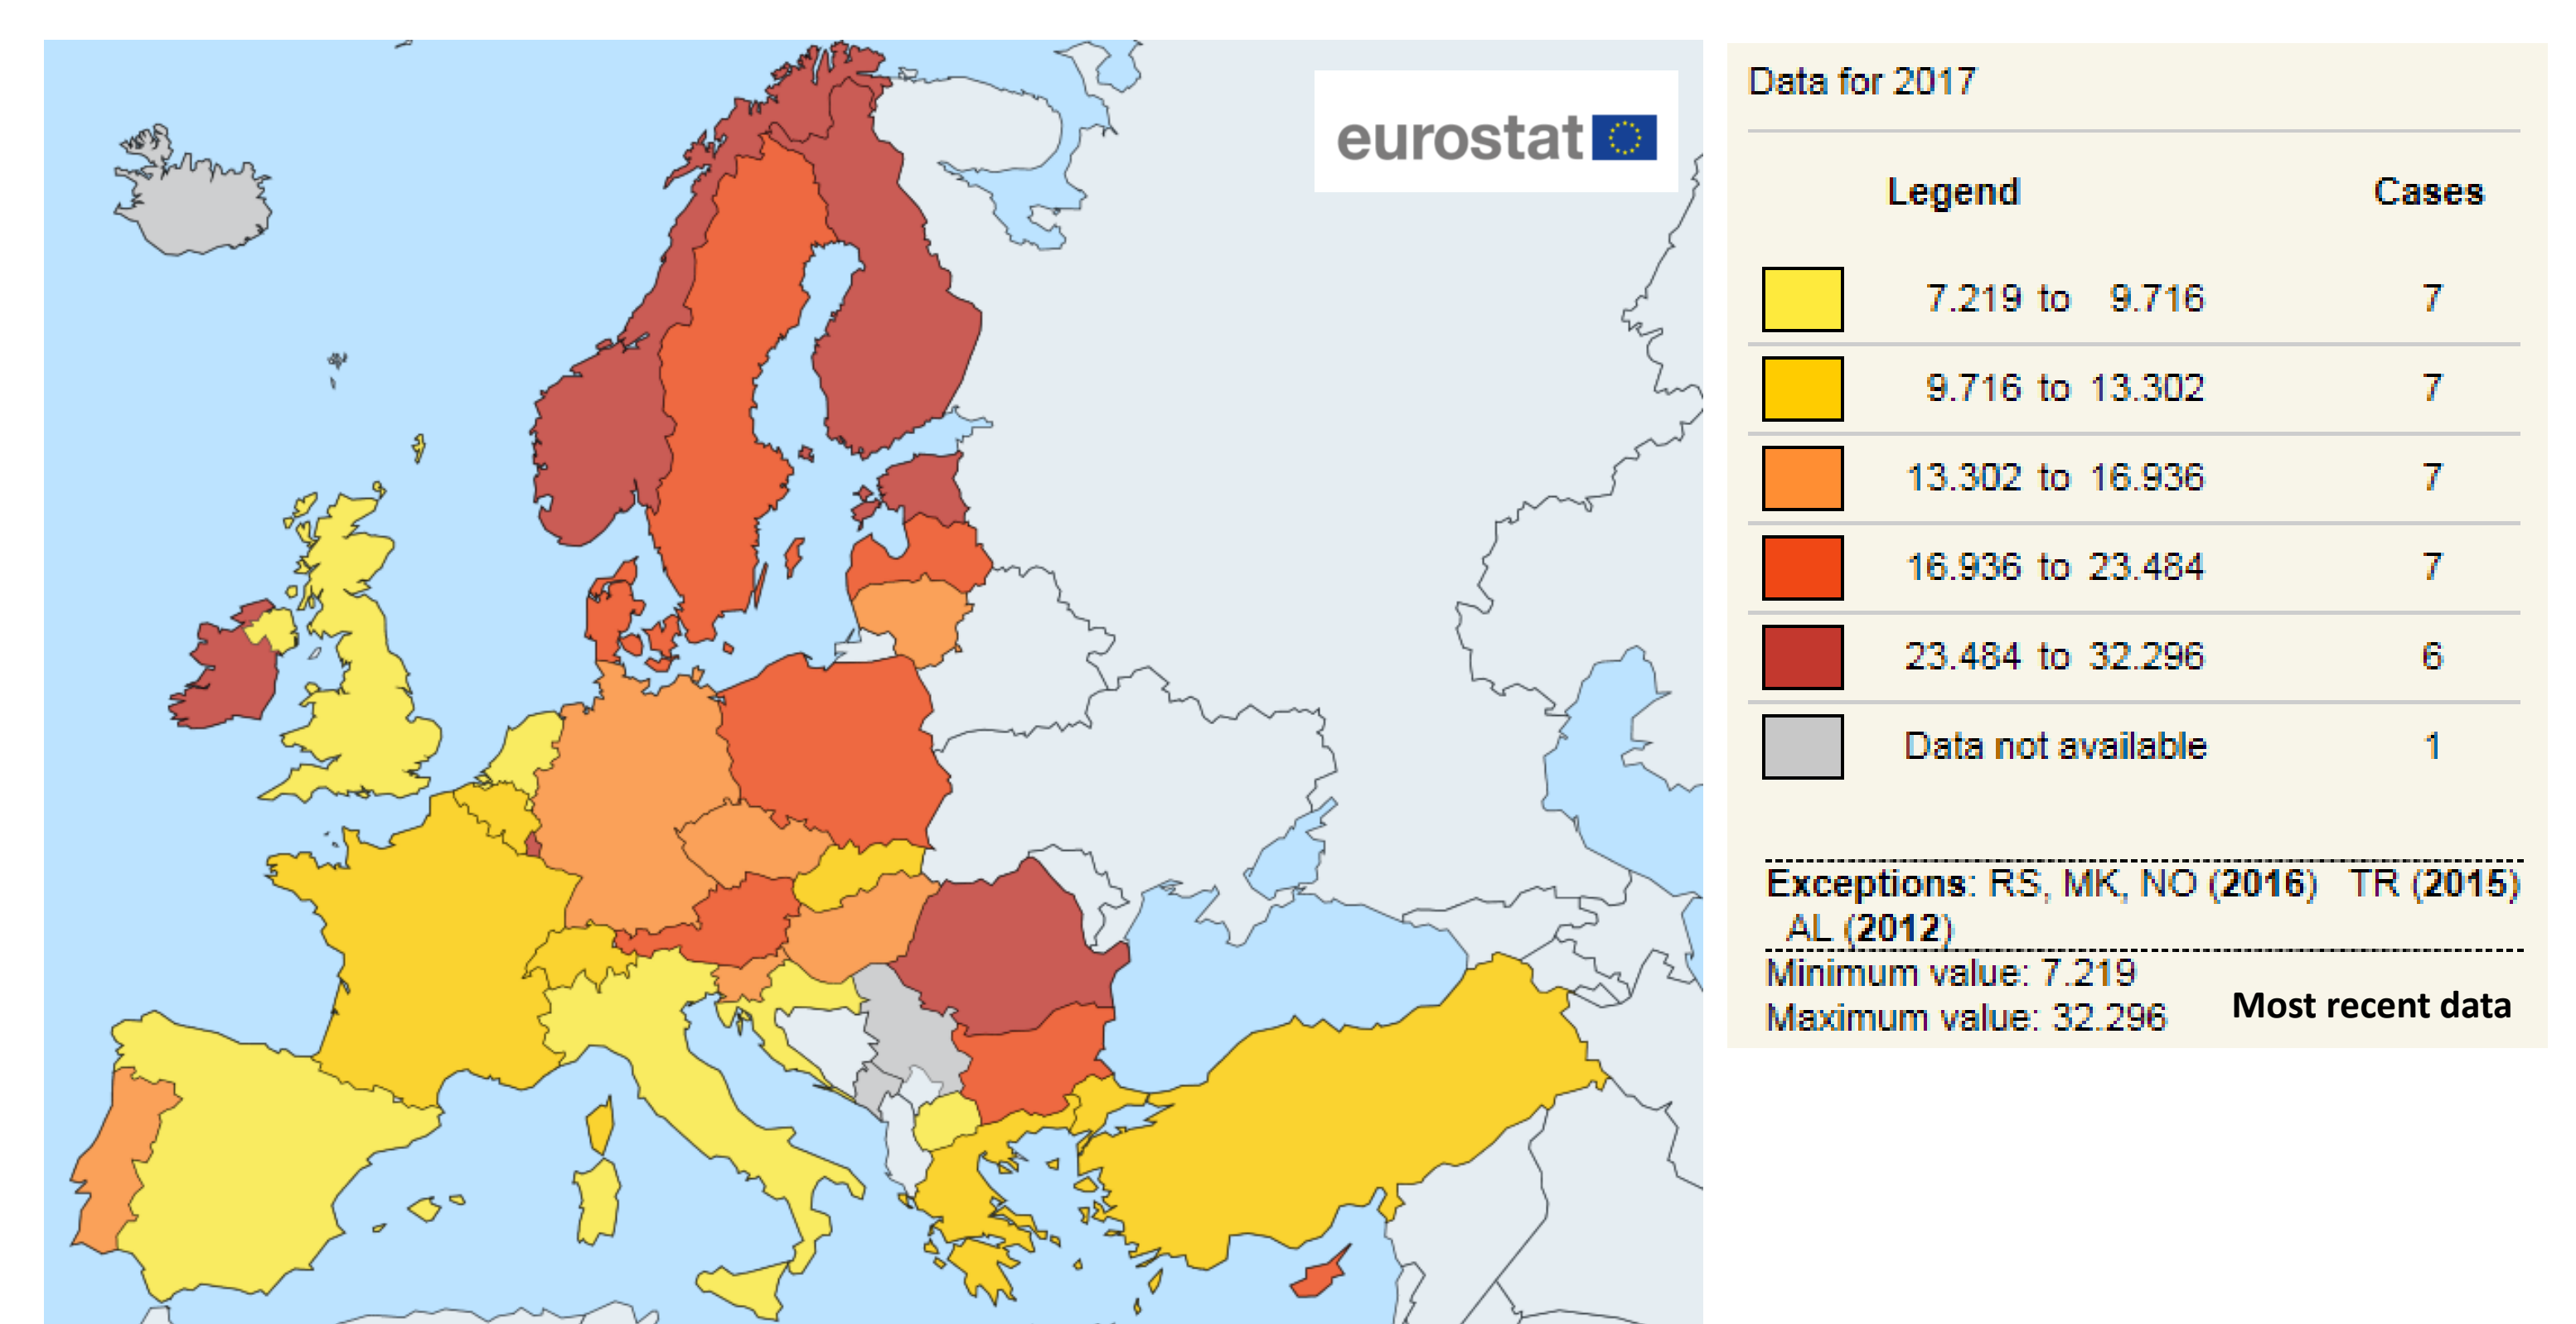 eurostat
Data for 2017
Legend Cases
7.219 to 9.716 7
9.716 to 13.302 7
13.302 to 16.936 7
16.936 to 23.484 7
23.484 to 32.296 6
Data not available 1
Exceptions: RS, MK, NO (2016) TR (2015)
AL (2012)
Minimum value: 7.219
Maximum value: 32.296
Most recent data